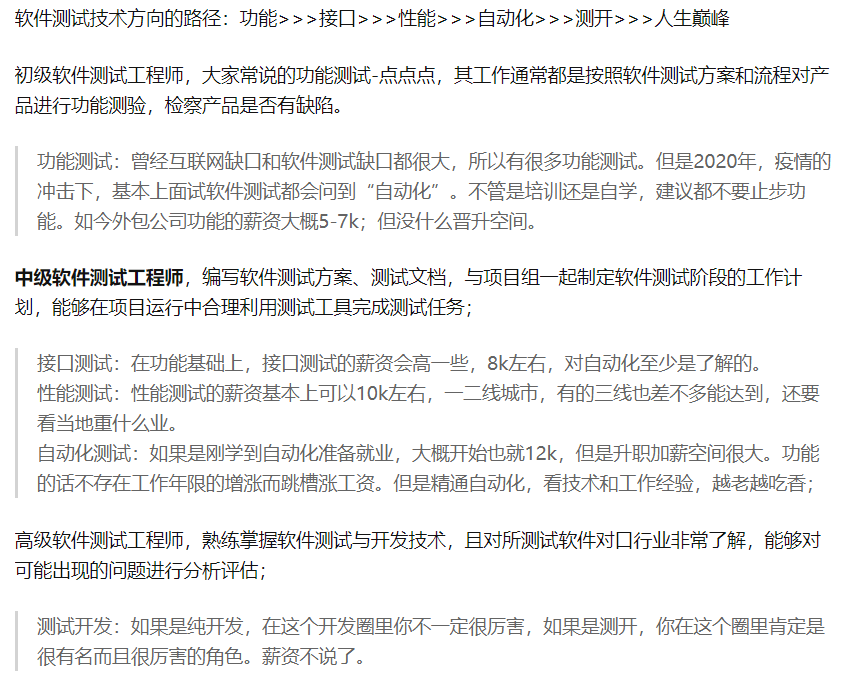 软件测试技术方向的路径：功能>>>接口>>>性能>>>自动化>>>测开>>>人生巅峰
初级软件测试工程师，大家常说的功能测试-点点点，其工作通常都是按照软件测试方案和流程对产
品进行功能测验，检察产品是否有缺陷。
功能测试：曾经互联网缺口和软件测试缺口都很大，所以有很多功能测试。但是2020年，疫情的
冲击下，基本上面试软件测试都会问到“自动化”。不管是培训还是自学，建议都不要止步功
能。如今外包公司功能的薪资大概5-7k；但没什么晋升空间。
中级软件测试工程师，编写软件测试方案、测试文档，与项目组一起制定软件测试阶段的工作计
划，能够在项目运行中合理利用测试工具完成测试任务；
接口测试：在功能基础上，接口测试的薪资会高一些，8k左右，对自动化至少是了解的。
性能测试：性能测试的薪资基本上可以10k左右，一二线城市，有的三线也差不多能达到，还要
看当地重什么业。
自动化测试：如果是刚学到自动化准备就业，大概开始也就12k，但是升职加薪空间很大。功能
的话不存在工作年限的增涨而跳槽涨工资。但是精通自动化，看技术和工作经验，越老越吃香；
高级软件测试工程师，熟练掌握软件测试与开发技术，且对所测试软件对口行业非常了解，能够对
可能出现的问题进行分析评估；
测试开发：如果是纯开发，在这个开发圈里你不一定很厉害，如果是测开，你在这个圈里肯定是
很有名而且很厉害的角色。薪资不说了。